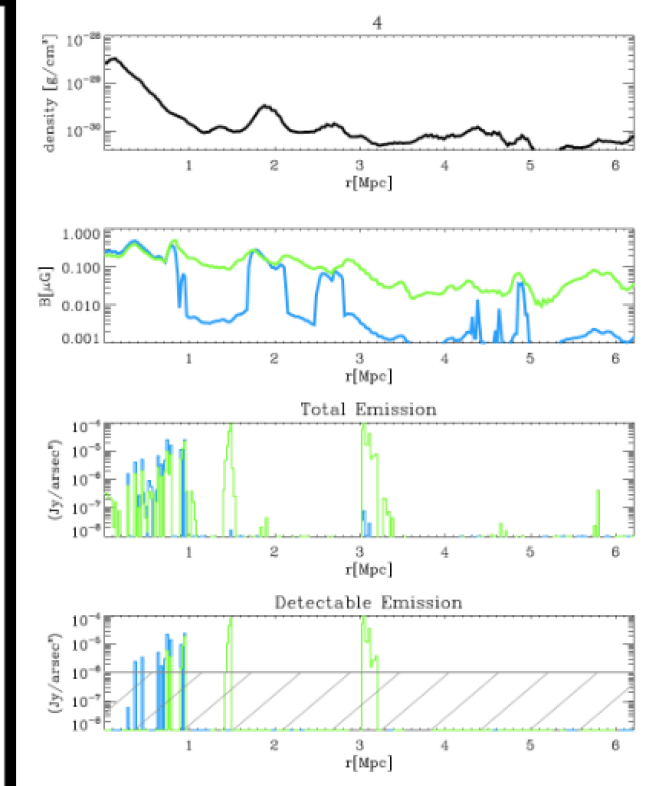 4
density [g/cm³]
10⁻²⁸
10⁻²⁹
10⁻³⁰
1 2 3 4 5 6
r[Mpc]
B[μG]
1.000
0.100
0.010
0.001
1 2 3 4 5 6
r[Mpc]
Total Emission
(Jy/arsec²)
10⁻⁴
10⁻⁵
10⁻⁶
10⁻⁷
10⁻⁸
1 2 3 4 5 6
r[Mpc]
Detectable Emission
(Jy/arsec²)
10⁻⁴
10⁻⁵
10⁻⁶
10⁻⁷
10⁻⁸
1 2 3 4 5 6
r[Mpc]